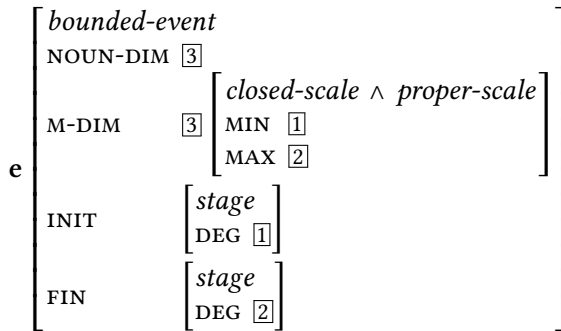 bounded-event
NOUN-DIM 3
closed-scale ∧ proper-scale
M-DIM 3
MIN 1
MAX 2
e
stage
INIT
DEG 1
stage
FIN
DEG 2